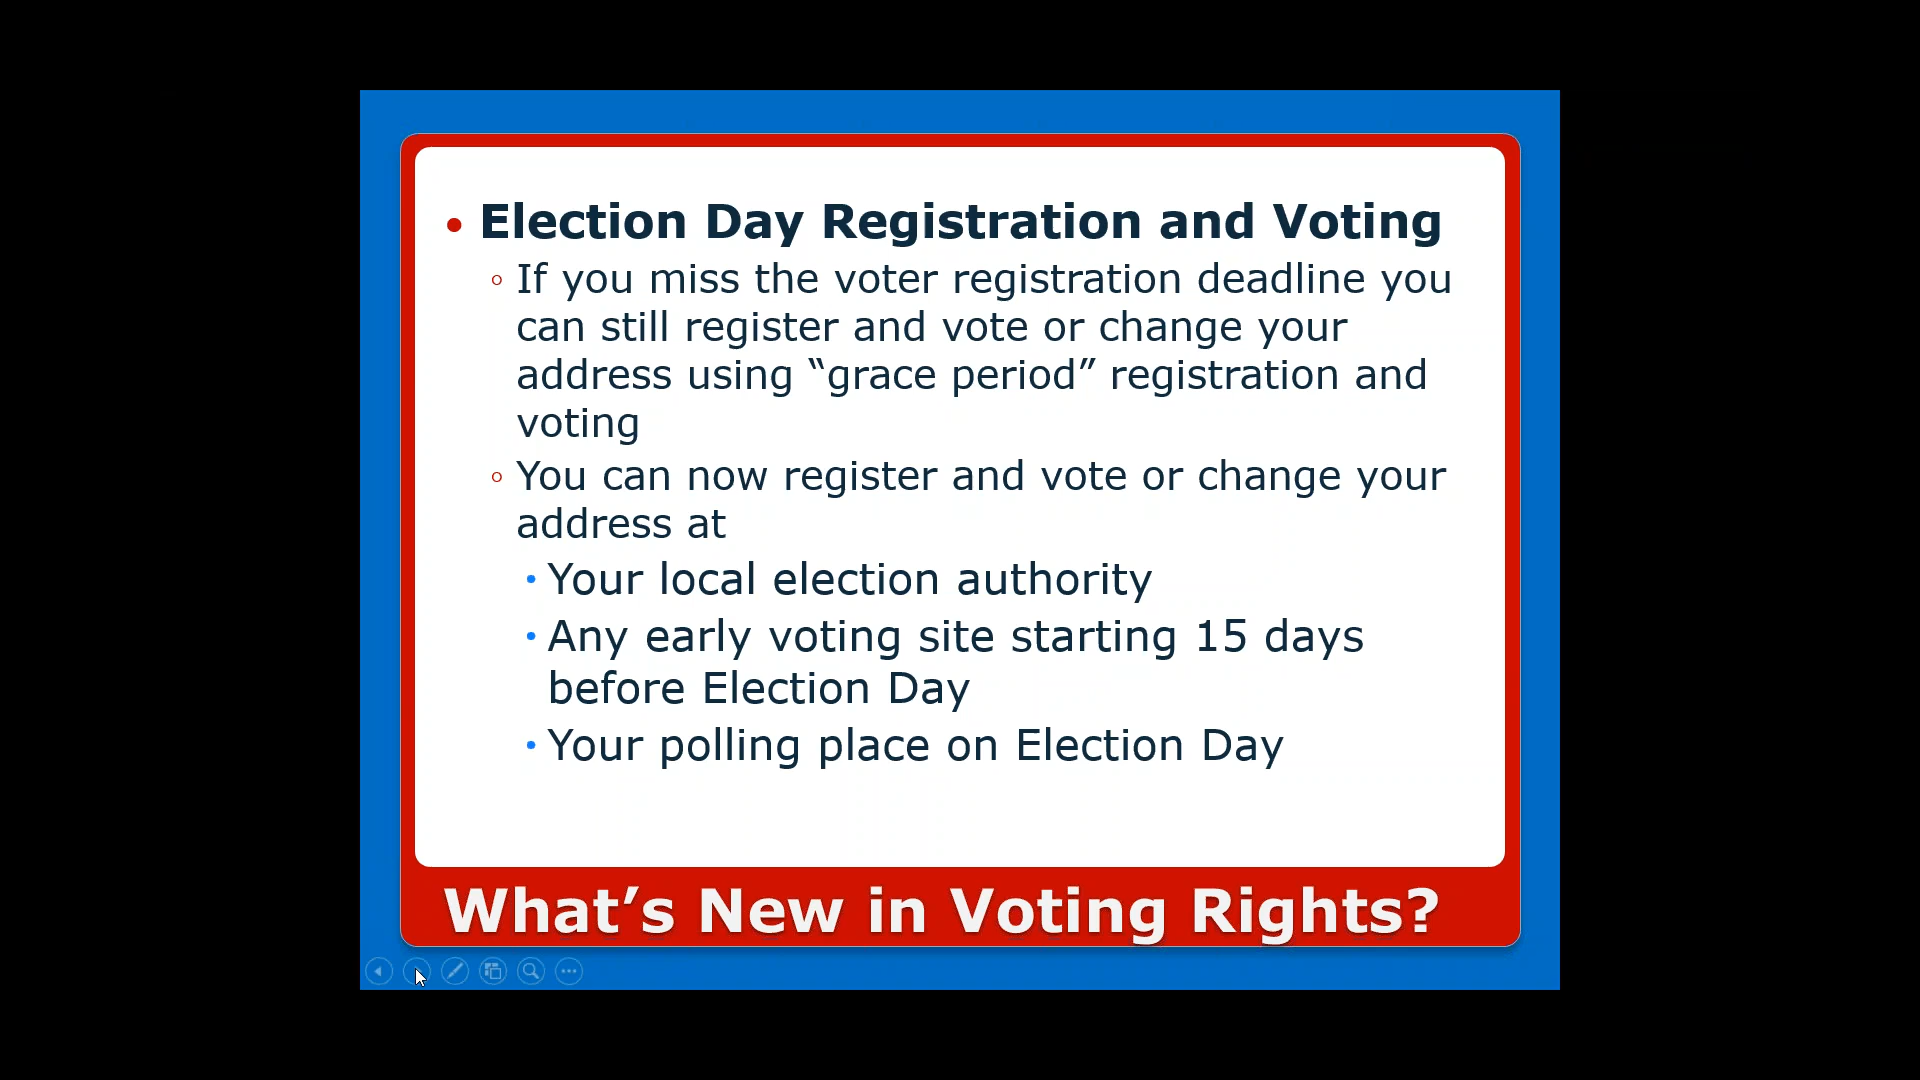 • Election Day Registration and Voting
○ If you miss the voter registration deadline you
can still register and vote or change your
address using “grace period” registration and
voting
○ You can now register and vote or change your
address at
• Your local election authority
• Any early voting site starting 15 days
before Election Day
• Your polling place on Election Day
What’s New in Voting Rights?